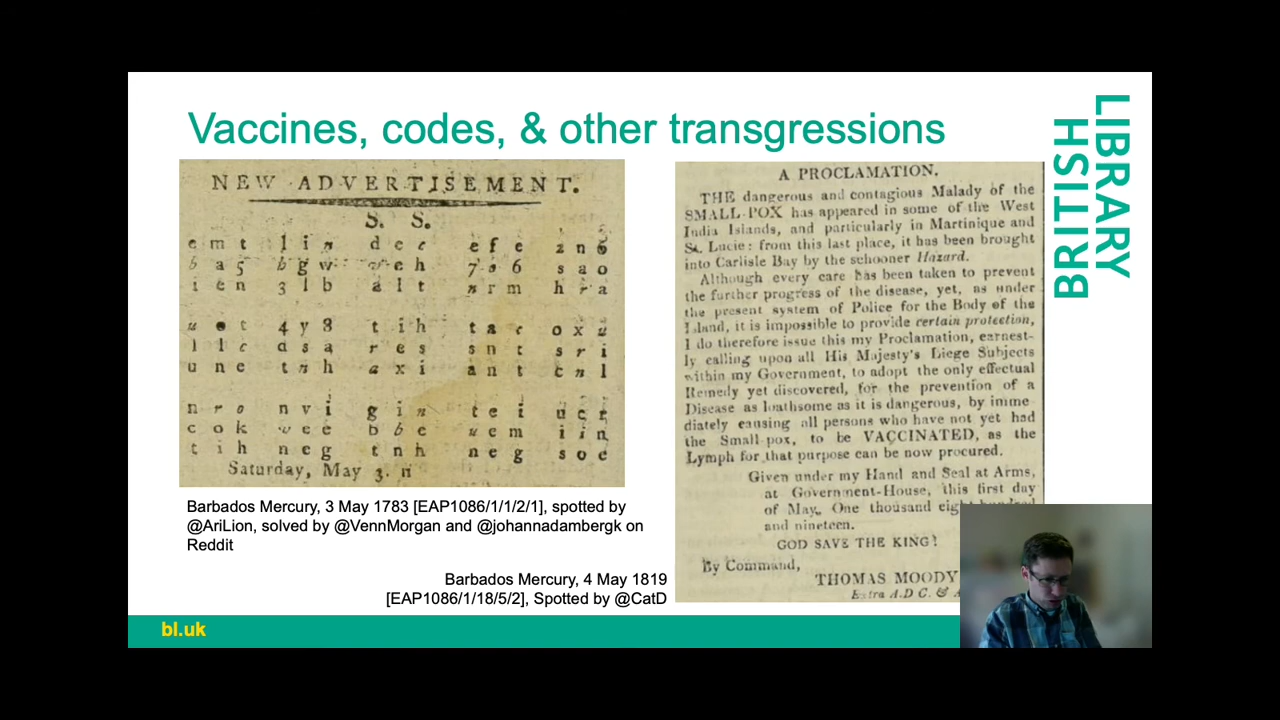 Vaccines, codes, & other transgressions
BRITISH
LIBRARY
NEW ADVERTISEMENT.
S. S.
e m t l i n d e c e f e 2 n g
b a 5 b g w v e h 7 0 6 s a o
i e n 3 l b a l t n r m h r a
u o t 4 y 8 t i h t a c o x u
l l c a s a r e s s n t s r i
u n e t n h a x i a n t c n l
n r o n v i g i n t e i u c r
c o k w e e b b e u e m i i n
t i h n e g t n h n e g s o e
Saturday, May 3.
Barbados Mercury, 3 May 1783 [EAP1086/1/1/2/1], spotted by
@AriLion, solved by @VennMorgan and @johannadambergk on
Reddit
A PROCLAMATION.
THE dangerous and contagious Malady of the
SMALL-POX has appeared in some of the West
India Islands, and particularly in Martinique and
St. Lucie: from this last place, it has been brought
into Carlisle Bay by the schooner Hazard.
Although every care has been taken to prevent
the further progress of the disease, yet, as under
the present system of Police for the Body of the
Island, it is impossible to provide certain protection,
I do therefore issue this my Proclamation, earnest-
ly calling upon all His Majesty's Liege Subjects
within my Government, to adopt the only effectual
Remedy yet discovered, for the prevention of a
Disease as loathsome as it is dangerous, by imme-
diately causing all persons who have not yet had
the Small-pox, to be VACCINATED, as the
Lymph for that purpose can be now procured.
Given under my Hand and Seal at Arms,
at Government-House, this first day
of May, One thousand eight hundred
and nineteen.
GOD SAVE THE KING!
By Command,
THOMAS MOODY
Extra A.D C. &
Barbados Mercury, 4 May 1819
[EAP1086/1/18/5/2], Spotted by @CatD
bl.uk